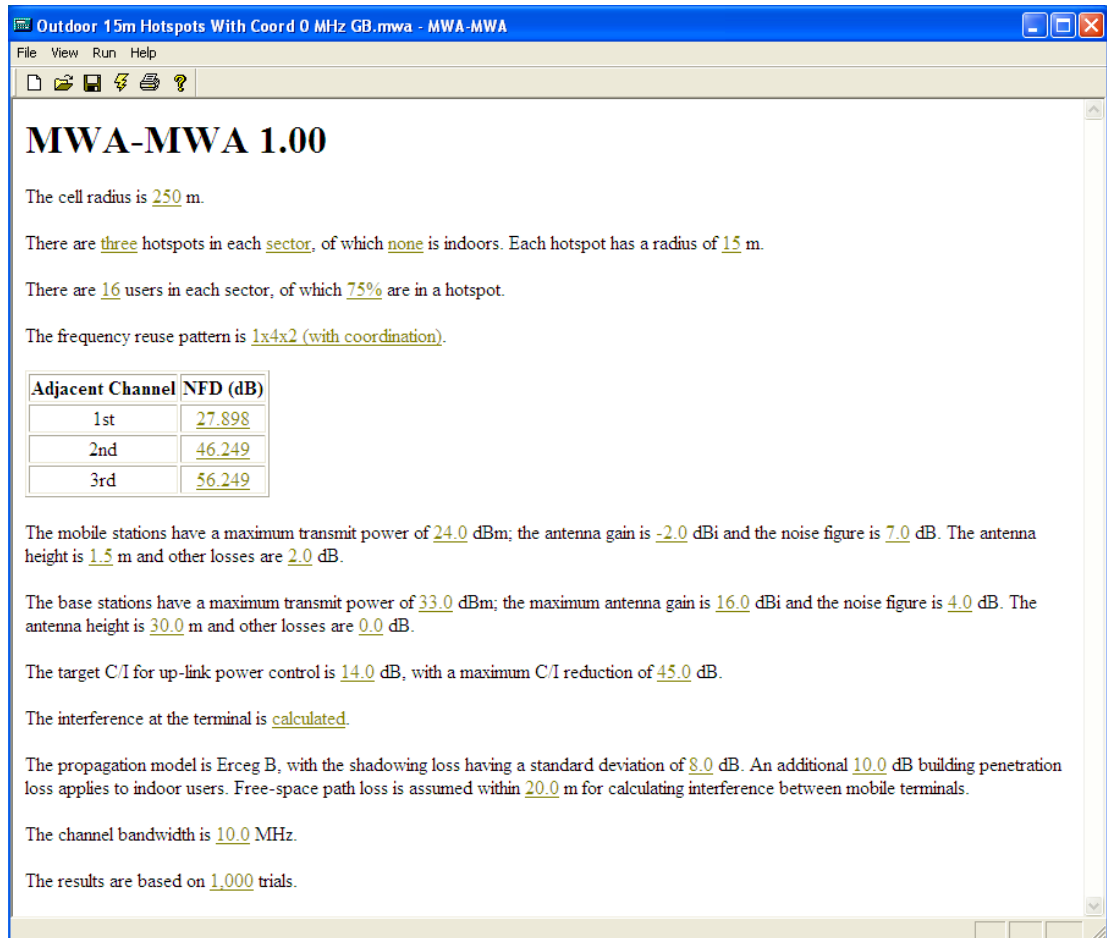 Outdoor 15m Hotspots With Coord 0 MHz GB.mwa - MWA-MWA
File View Run Help
MWA-MWA 1.00
The cell radius is 250 m.
There are three hotspots in each sector, of which none is indoors. Each hotspot has a radius of 15 m.
There are 16 users in each sector, of which 75% are in a hotspot.
The frequency reuse pattern is 1x4x2 (with coordination).
Adjacent Channel NFD (dB)
1st 27.898
2nd 46.249
3rd 56.249
The mobile stations have a maximum transmit power of 24.0 dBm; the antenna gain is -2.0 dBi and the noise figure is 7.0 dB. The antenna
height is 1.5 m and other losses are 2.0 dB.
The base stations have a maximum transmit power of 33.0 dBm; the maximum antenna gain is 16.0 dBi and the noise figure is 4.0 dB. The
antenna height is 30.0 m and other losses are 0.0 dB.
The target C/I for up-link power control is 14.0 dB, with a maximum C/I reduction of 45.0 dB.
The interference at the terminal is calculated.
The propagation model is Erceg B, with the shadowing loss having a standard deviation of 8.0 dB. An additional 10.0 dB building penetration
loss applies to indoor users. Free-space path loss is assumed within 20.0 m for calculating interference between mobile terminals.
The channel bandwidth is 10.0 MHz.
The results are based on 1,000 trials.